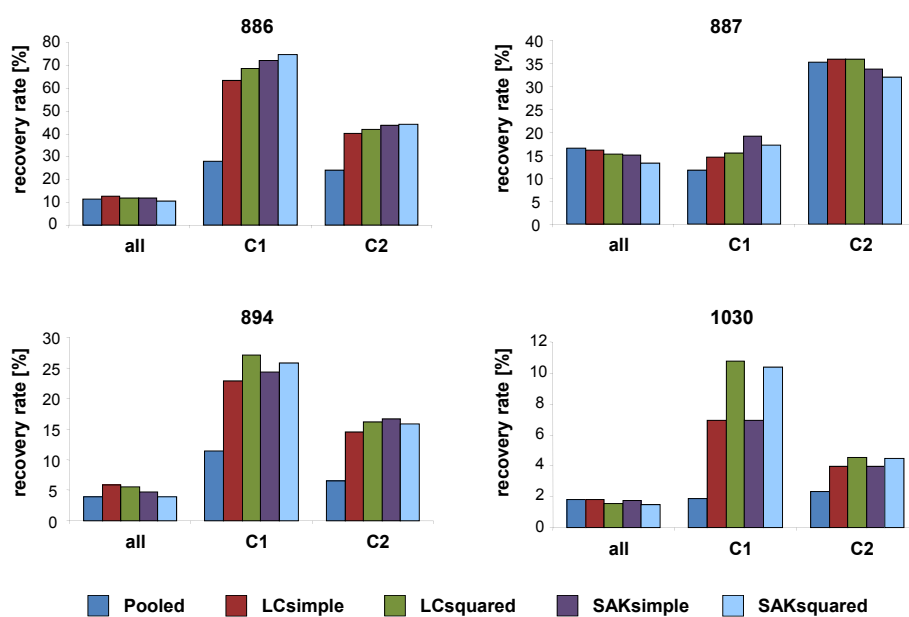 886
recovery rate [%]
80
70
60
50
40
30
20
10
0
all
C1
C2
887
recovery rate [%]
40
35
30
25
20
15
10
5
0
all
C1
C2
894
recovery rate [%]
30
25
20
15
10
5
0
all
C1
C2
1030
recovery rate [%]
12
10
8
6
4
2
0
all
C1
C2
Pooled LCsimple LCsquared SAKsimple SAKsquared